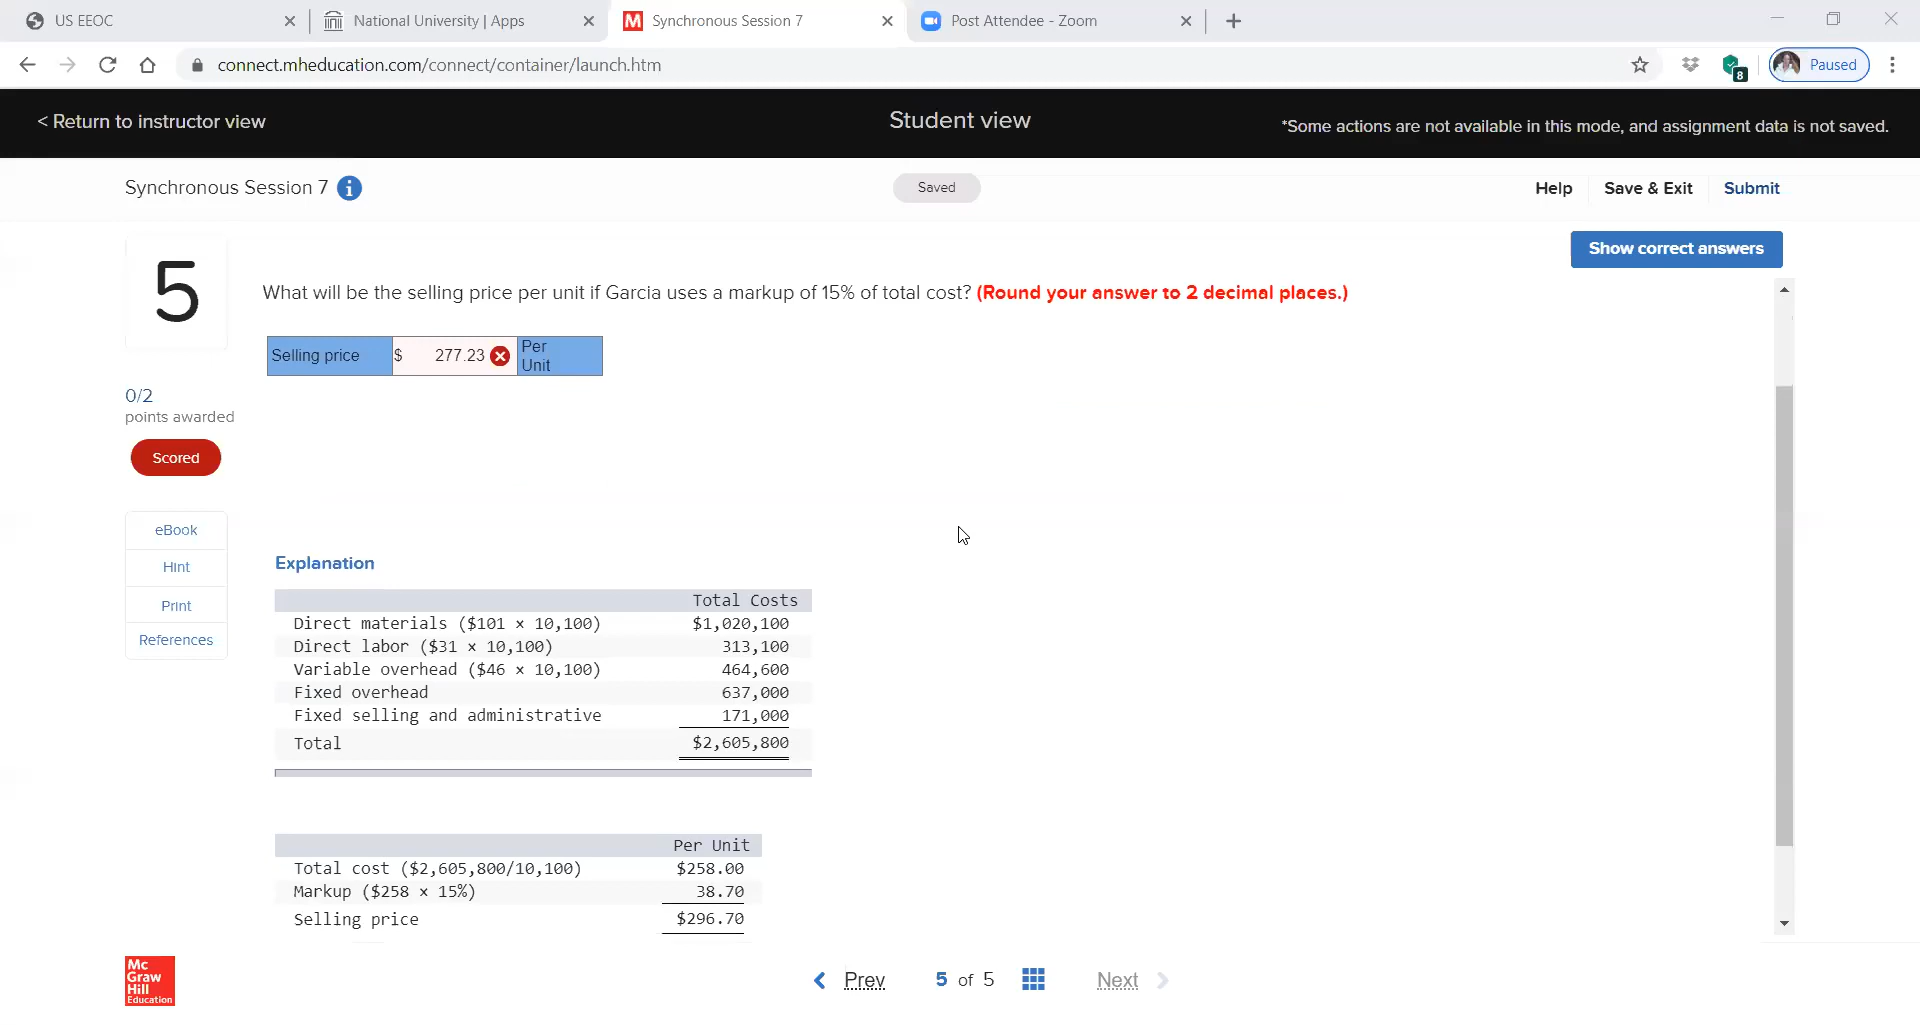 US EEOC
National University | Apps
M Synchronous Session 7
Post Attendee - Zoom
connect.mheducation.com/connect/container/launch.htm
8
Paused
< Return to instructor view
Student view
*Some actions are not available in this mode, and assignment data is not saved.
Synchronous Session 7 i
Saved
Help
Save & Exit
Submit
Show correct answers
5
What will be the selling price per unit if Garcia uses a markup of 15% of total cost? (Round your answer to 2 decimal places.)
Selling price $ 277.23 Per Unit
0/2
points awarded
Scored
eBook
Hint
Print
References
Explanation
Total Costs
Direct materials ($101 × 10,100) $1,020,100
Direct labor ($31 × 10,100) 313,100
Variable overhead ($46 × 10,100) 464,600
Fixed overhead 637,000
Fixed selling and administrative 171,000
Total $2,605,800
Per Unit
Total cost ($2,605,800/10,100) $258.00
Markup ($258 × 15%) 38.70
Selling price $296.70
Mc
Graw
Hill
Education
Prev
5 of 5
Next